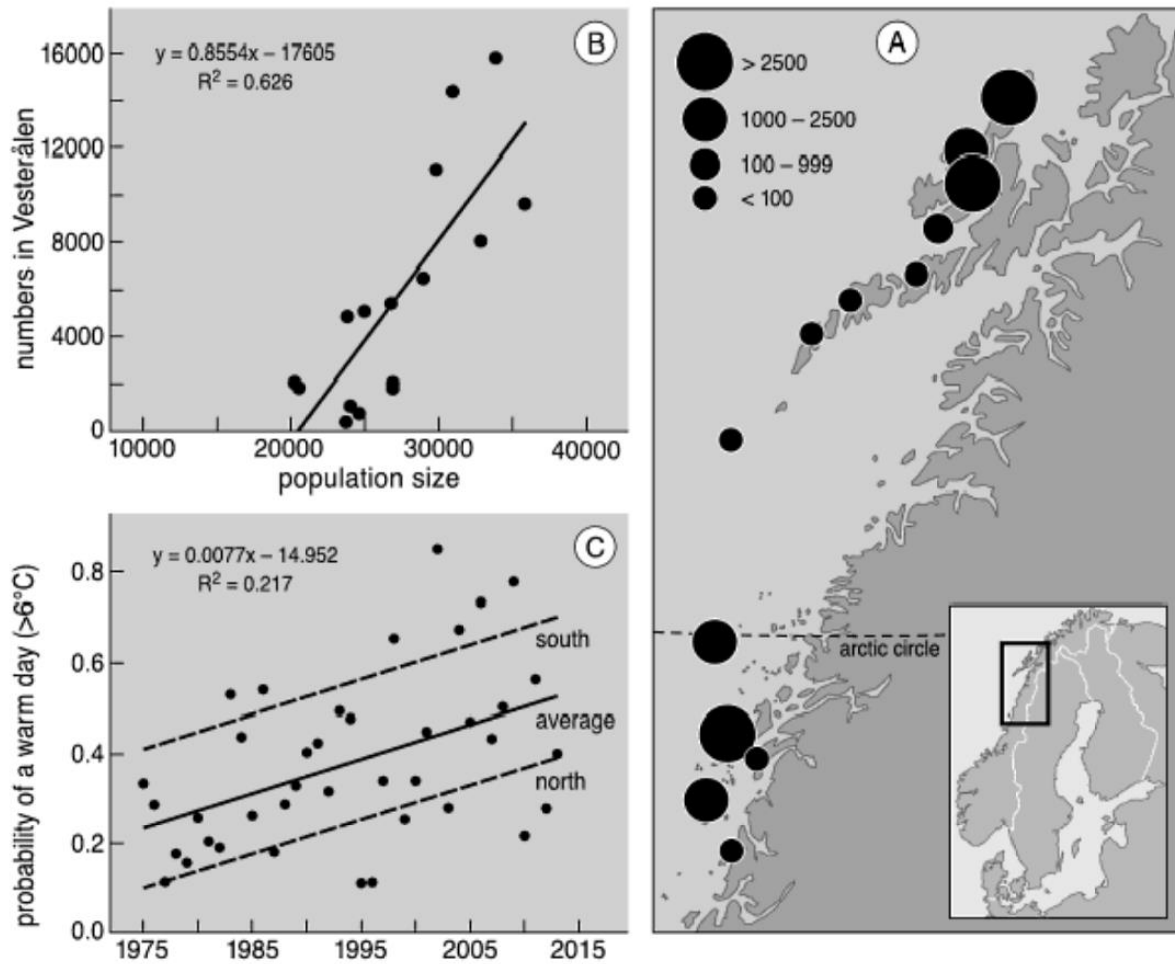 B
y = 0.8554x – 17605
R² = 0.626
numbers in Vesterålen
16000
12000
8000
4000
0
10000 20000 30000 40000
population size
C
y = 0.0077x – 14.952
R² = 0.217
probability of a warm day (>6°C)
0.8
0.6
0.4
0.2
0.0
south
average
north
1975 1985 1995 2005 2015
A
> 2500
1000 – 2500
100 – 999
< 100
arctic circle